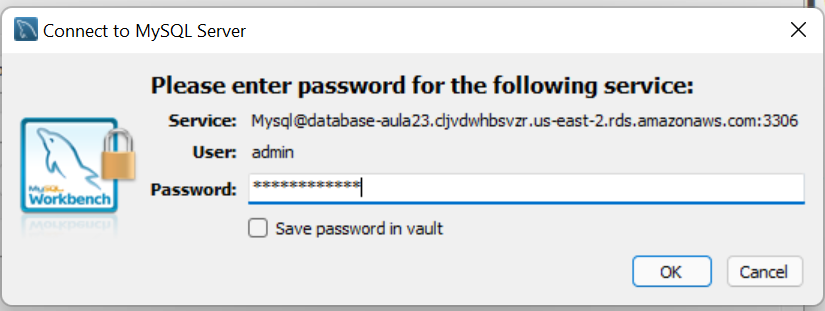 Connect to MySQL Server
Please enter password for the following service:
Service: Mysql@database-aula23.cljvdwhbsvzr.us-east-2.rds.amazonaws.com:3306
User: admin
Password: ************
MySQL
Workbench
Save password in vault
OK Cancel